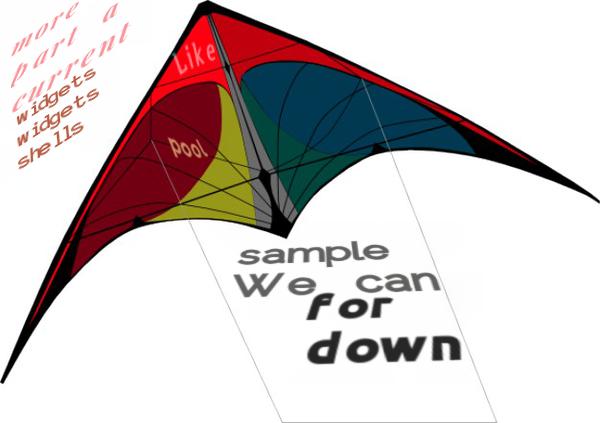 more a
part
current
widgets
widgets
shells
Like
pool
sample
We can
for
down